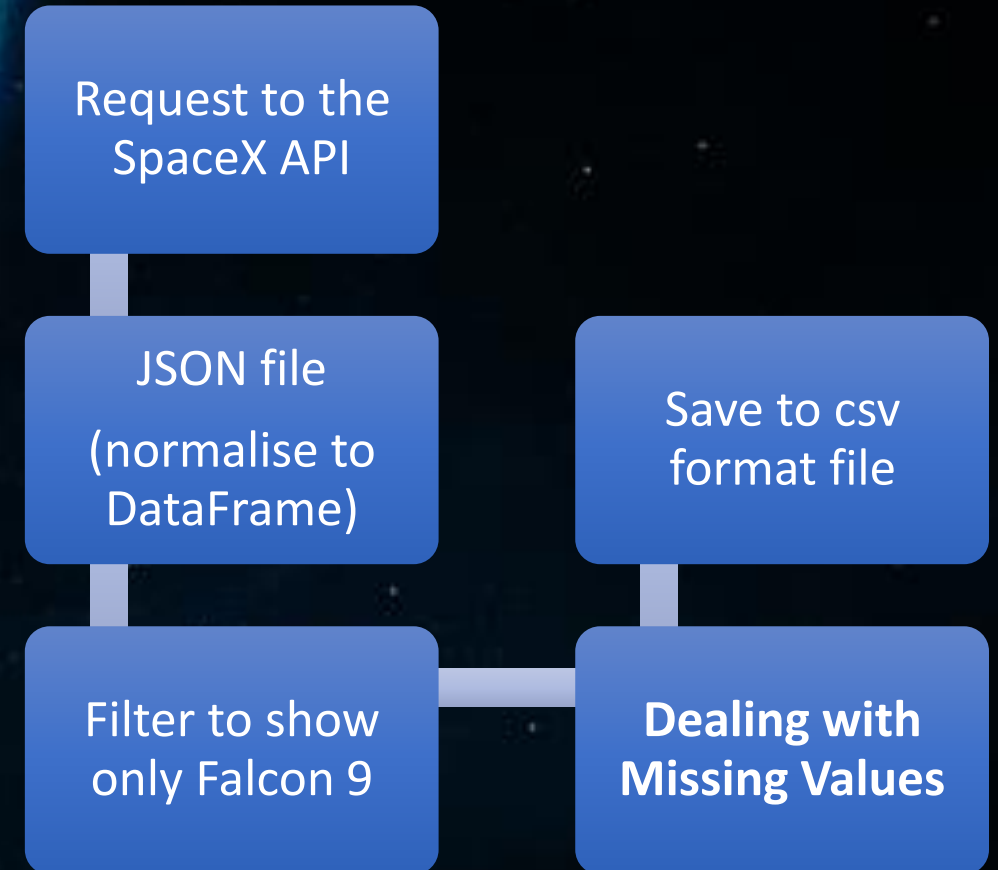 Request to the
SpaceX API
JSON file
(normalise to
DataFrame)
Filter to show
only Falcon 9
Dealing with
Missing Values
Save to csv
format file